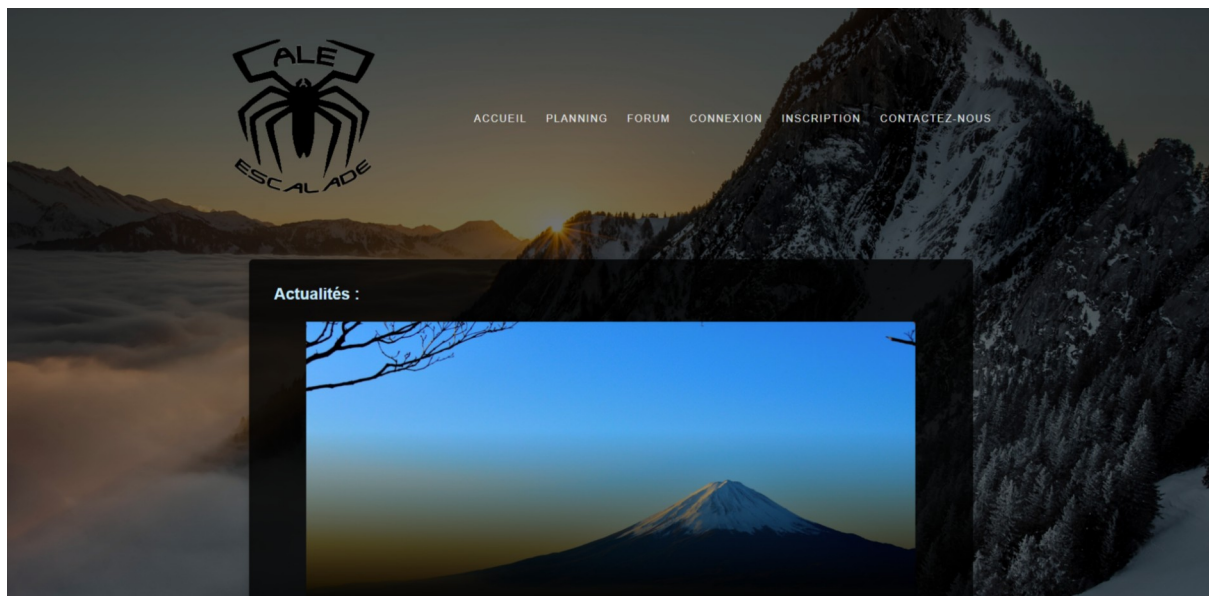 ALE
ESCALADE
ACCUEIL PLANNING FORUM CONNEXION INSCRIPTION CONTACTEZ-NOUS
Actualités :